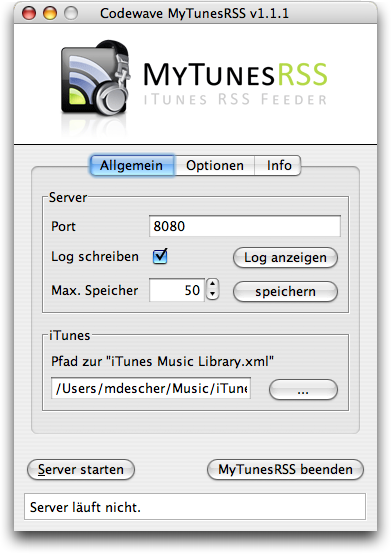 Codewave MyTunesRSS v1.1.1
MyTunesRSS
iTunes RSS Feeder
Allgemein Optionen Info
Server
Port 8080
Log schreiben Log anzeigen
Max. Speicher 50 speichern
iTunes
Pfad zur "iTunes Music Library.xml"
/Users/mdescher/Music/iTune ...
Server starten MyTunesRSS beenden
Server läuft nicht.